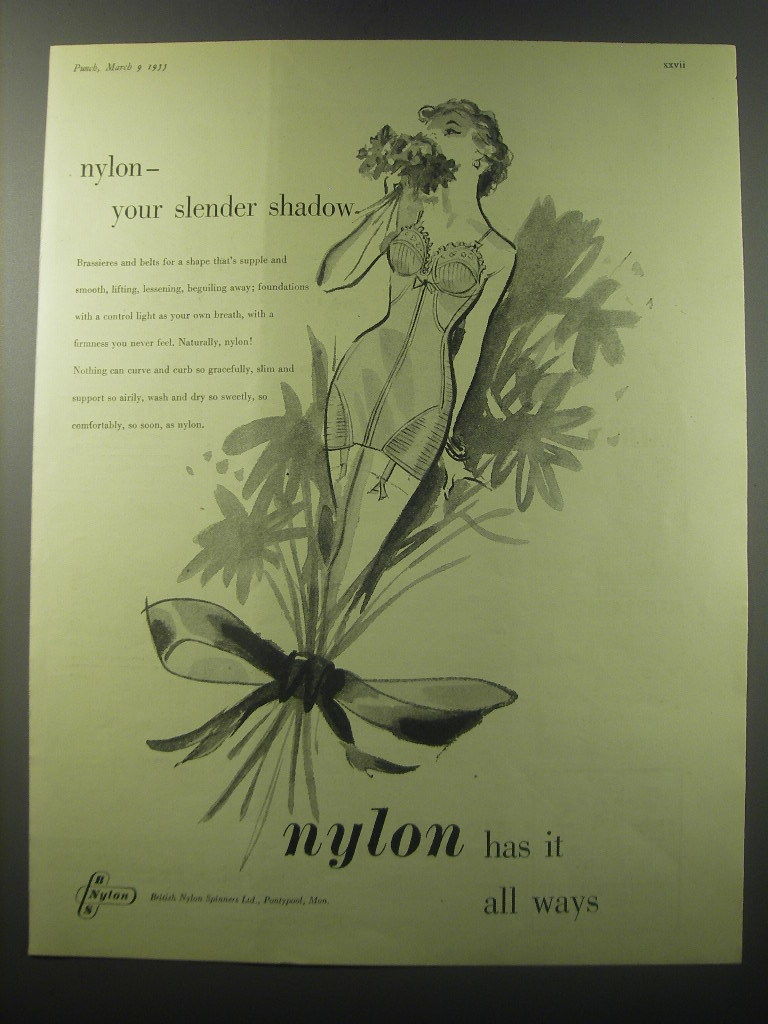 Punch, March 9 1955
xxvii
nylon–
your slender shadow
Brassieres and belts for a shape that's supple and
smooth, lifting, lessening, beguiling away; foundations
with a control light as your own breath, with a
firmness you never feel. Naturally, nylon!
Nothing can curve and curb so gracefully, slim and
support so airily, wash and dry so sweetly, so
comfortably, so soon, as nylon.
nylon has it
all ways
B
Nylon
S
British Nylon Spinners Ltd., Pontypool, Mon.